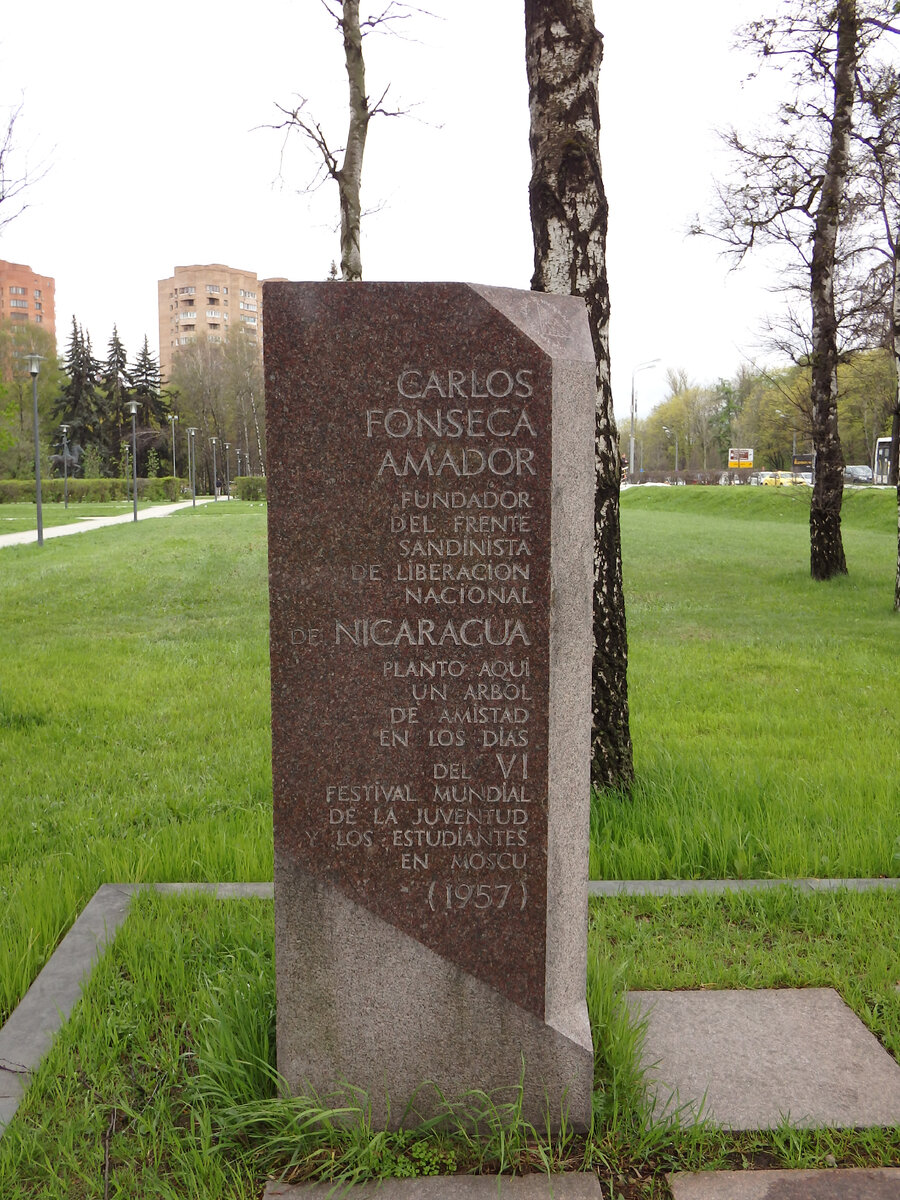 CARLOS
FONSECA
AMADOR
FUNDADOR
DEL FRENTE
SANDINISTA
DE LIBERACION
NACIONAL
DE NICARAGUA
PLANTO AQUI
UN ARBOL
DE AMISTAD
EN LOS DIAS
DEL VI
FESTIVAL MUNDIAL
DE LA JUVENTUD
Y LOS ESTUDIANTES
EN MOSCU
(1957)